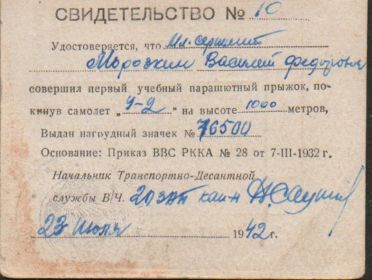 СВИДЕТЕЛЬСТВО № 10
Удостоверяется, что Мл. сержант
Морозкин Василий Федорович
совершил первый учебный парашютный прыжок, по-
кинув самолет „У-2" на высоте 1000 метров,
Выдан нагрудный значек № 76500
Основание: Приказ ВВС РККА № 28 от 7-III-1932 г.
Начальник Транспортно-Десантной
службы В/Ч. 20 зап кап-н
23 июля 1942 г.